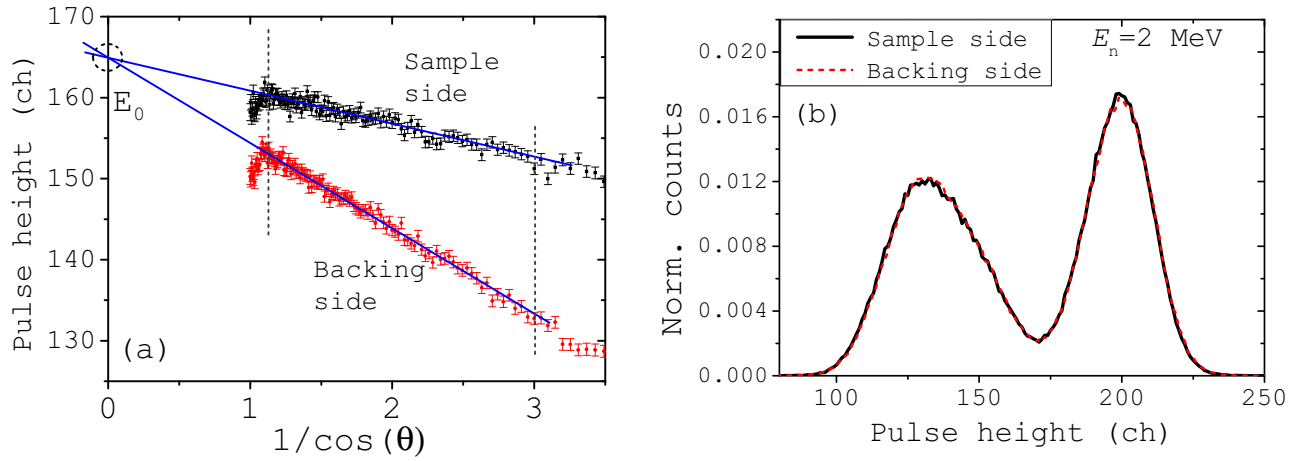 170
160
150
140
130
Pulse height (ch)
E₀
Sample
side
Backing
side
(a)
0
1
2
3
1/cos(θ)
0.020
0.016
0.012
0.008
0.004
0.000
Norm. counts
Sample side
Backing side
Eₙ=2 MeV
(b)
100
150
200
250
Pulse height (ch)